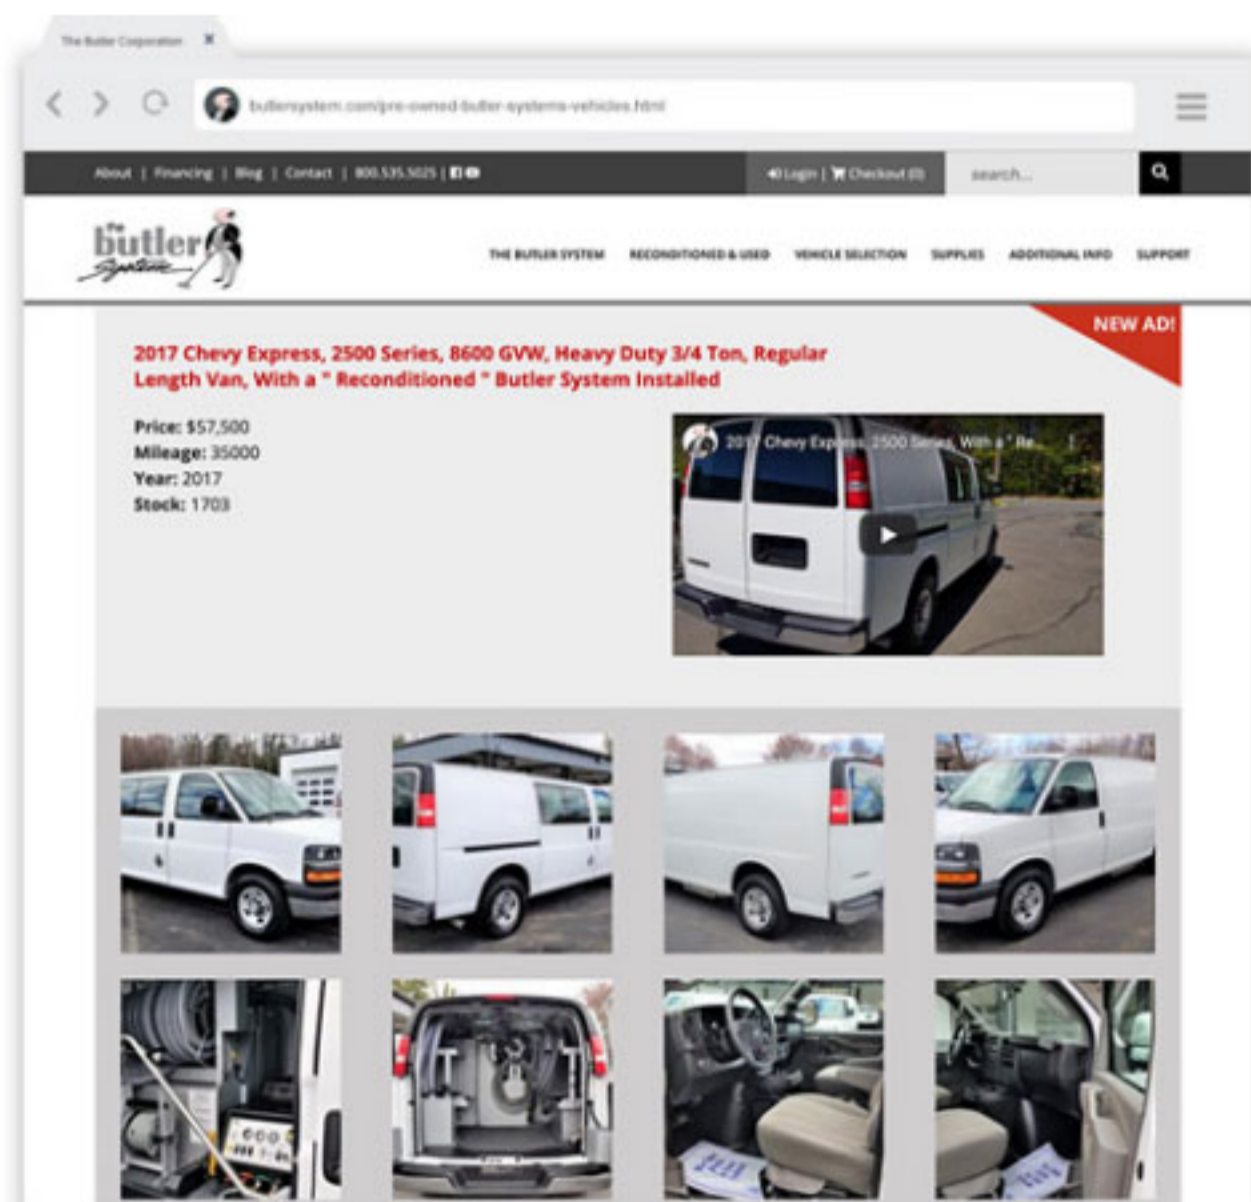 The Butler Corporation ×
butlersystem.com/pre-owned-butler-systems-vehicles.html
About | Financing | Blog | Contact | 800.535.5025 |
Login | Checkout (0)
search...
the
butler
System
THE BUTLER SYSTEM RECONDITIONED & USED VEHICLE SELECTION SUPPLIES ADDITIONAL INFO SUPPORT
NEW AD!
2017 Chevy Express, 2500 Series, 8600 GVW, Heavy Duty 3/4 Ton, Regular
Length Van, With a " Reconditioned " Butler System Installed
Price: $57,500
Mileage: 35000
Year: 2017
Stock: 1703
2017 Chevy Express, 2500 Series, With a " Re...